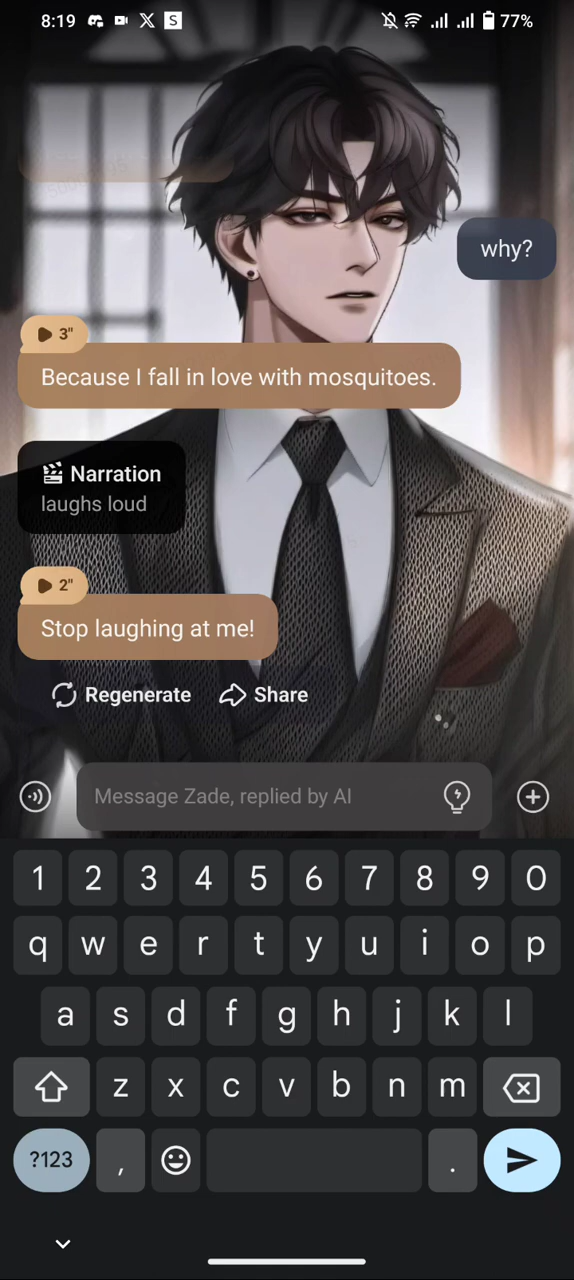 8:19 X S 77%
why?
3"
Because I fall in love with mosquitoes.
Narration
laughs loud
2"
Stop laughing at me!
Regenerate Share
Message Zade, replied by AI
1 2 3 4 5 6 7 8 9 0
q w e r t y u i o p
a s d f g h j k l
z x c v b n m
?123 , .